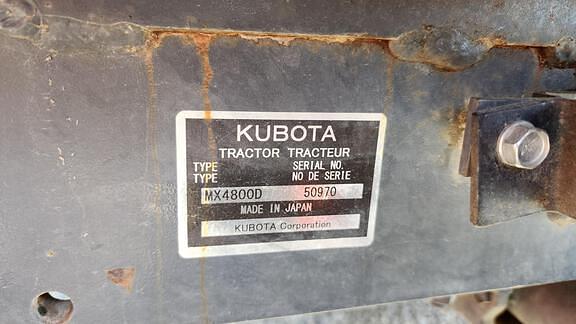 KUBOTA
TRACTOR TRACTEUR
TYPE SERIAL NO.
TYPE NO DE SERIE
MX4800D 50970
MADE IN JAPAN
KUBOTA Corporation